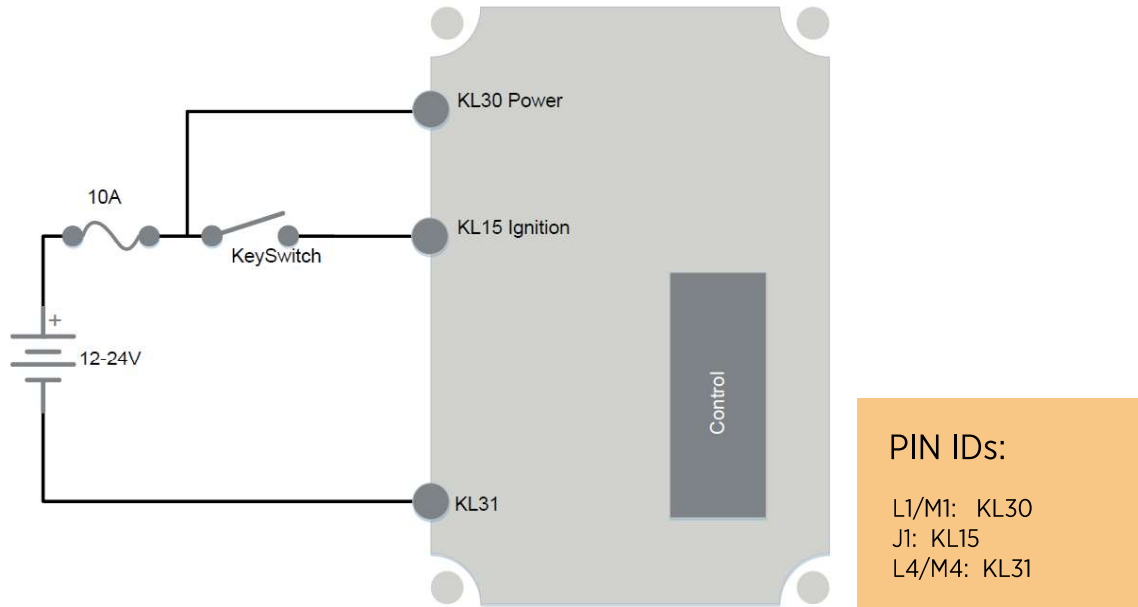 KL30 Power
10A
KL15 Ignition
KeySwitch
+
12-24V
Control
KL31
PIN IDs:
L1/M1: KL30
J1: KL15
L4/M4: KL31